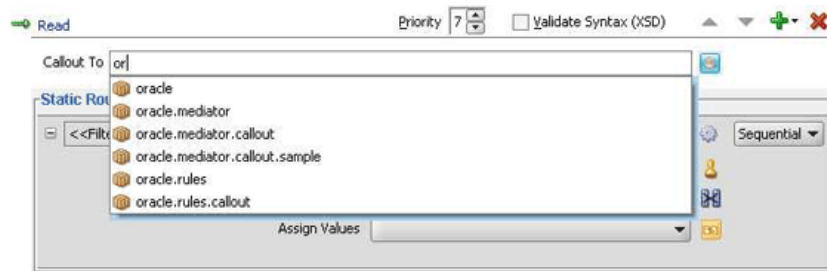 Read Priority 7 Validate Syntax (XSD)
Callout To or
oracle
Static Rou
oracle.mediator
<<Filte oracle.mediator.callout Sequential
oracle.mediator.callout.sample
oracle.rules
oracle.rules.callout
Assign Values